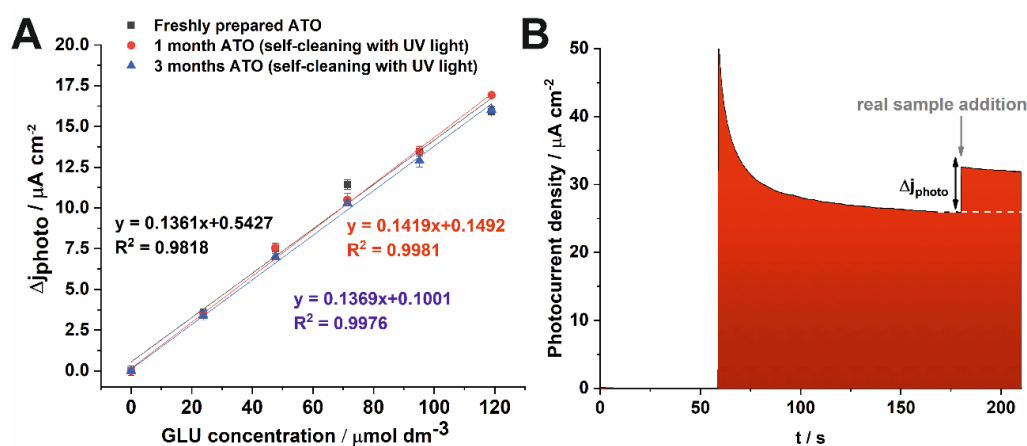 A
Freshly prepared ATO
1 month ATO (self-cleaning with UV light)
3 months ATO (self-cleaning with UV light)
Δjphoto / μA cm⁻²
20.0
17.5
15.0
12.5
10.0
7.5
5.0
2.5
0.0
y = 0.1361x+0.5427
R² = 0.9818
y = 0.1419x+0.1492
R² = 0.9981
y = 0.1369x+0.1001
R² = 0.9976
0 20 40 60 80 100 120
GLU concentration / μmol dm⁻³
B
Photocurrent density / μA cm⁻²
50
40
30
20
10
0
real sample addition
Δjphoto
0 50 100 150 200
t / s